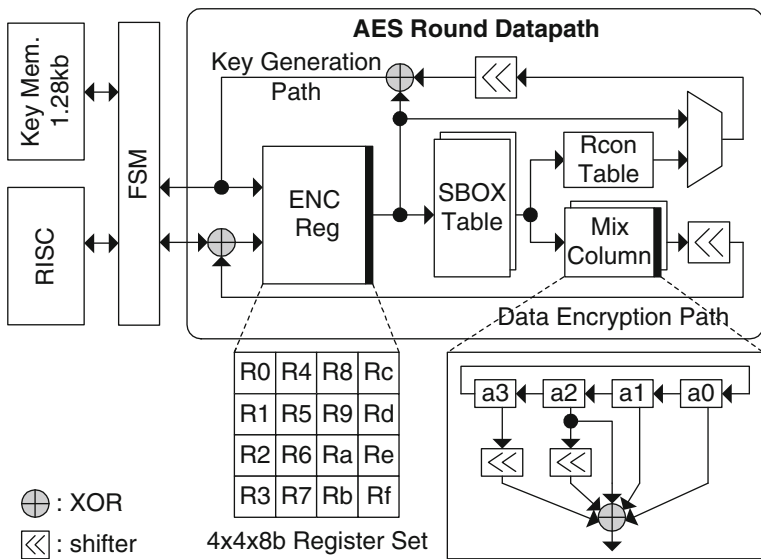 AES Round Datapath
Key Mem.
1.28kb
FSM
RISC
Key Generation
Path
ENC
Reg
SBOX
Table
Rcon
Table
Mix
Column
Data Encryption Path
R0 R4 R8 Rc
R1 R5 R9 Rd
R2 R6 Ra Re
R3 R7 Rb Rf
4x4x8b Register Set
a3 a2 a1 a0
: XOR
: shifter